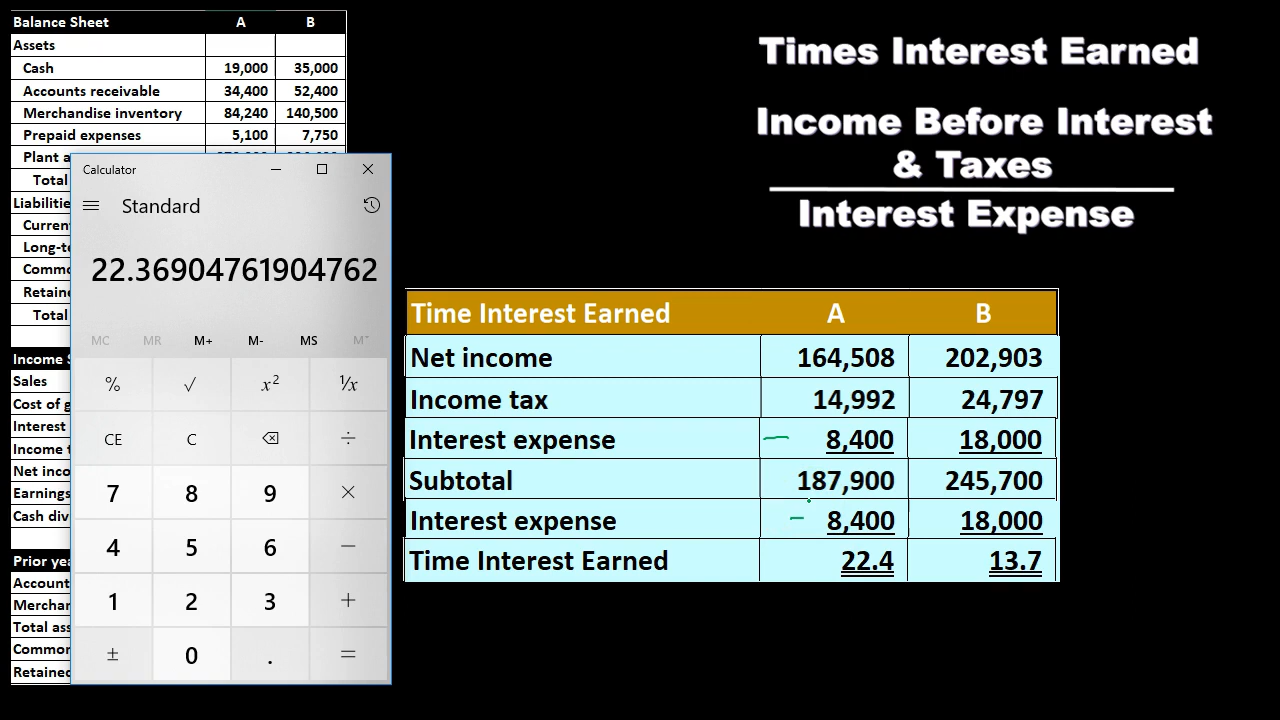 Balance Sheet A B
Assets
Cash 19,000 35,000
Accounts receivable 34,400 52,400
Merchandise inventory 84,240 140,500
Prepaid expenses 5,100 7,750
Plant a
Total
Liabilitie
Curren
Long-te
Commo
Retaine
Total
Income S
Sales
Cost of g
Interest
Income t
Net inco
Earnings
Cash div
Prior yea
Account
Merchar
Total ass
Common
Retained
Calculator
Standard
22.36904761904762
MC MR M+ M- MS M
% √ x² ¹/x
CE C ÷
7 8 9 ×
4 5 6 −
1 2 3 +
± 0 . =
Times Interest Earned
Income Before Interest
& Taxes
Interest Expense
Time Interest Earned A B
Net income 164,508 202,903
Income tax 14,992 24,797
Interest expense 8,400 18,000
Subtotal 187,900 245,700
Interest expense 8,400 18,000
Time Interest Earned 22.4 13.7